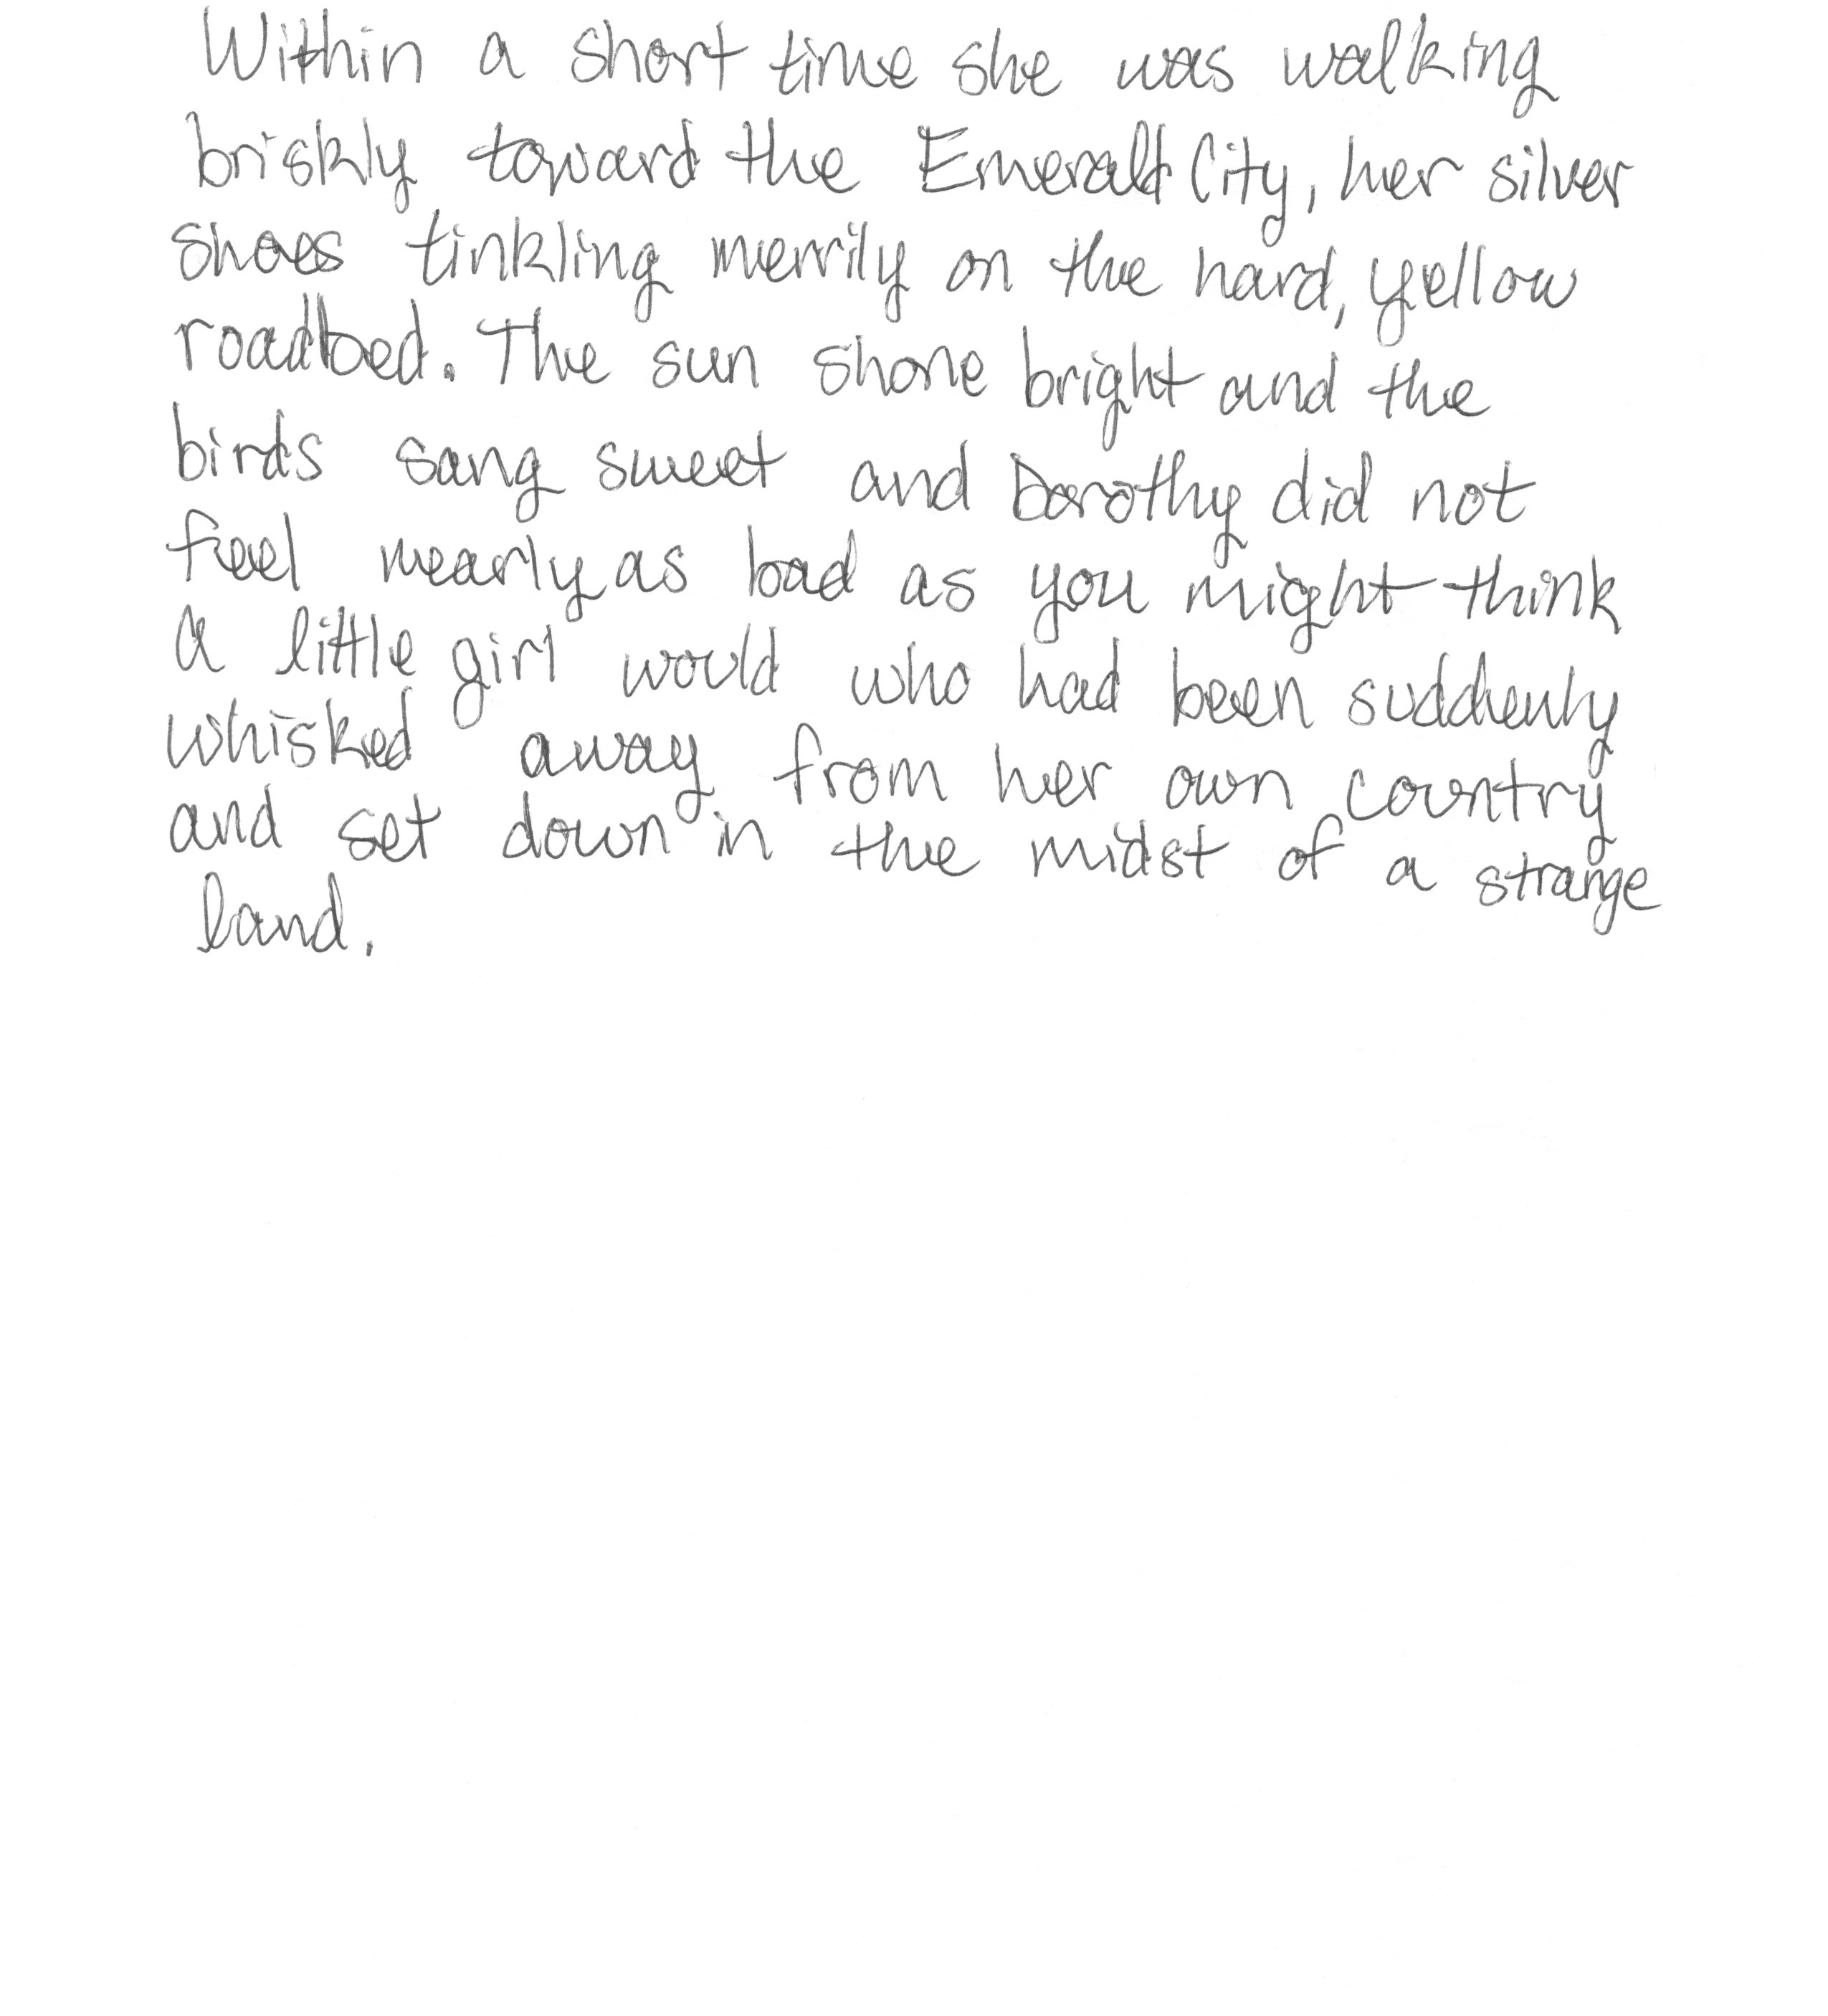 Within a short time she was walking
briskly toward the Emerald City, her silver
shoes tinkling merrily on the hard, yellow
roadbed. The sun shone bright and the
birds sang sweet and Dorothy did not
feel nearly as bad as you might think
a little girl would who had been suddenly
whisked away from her own country
and set down in the midst of a strange
land.